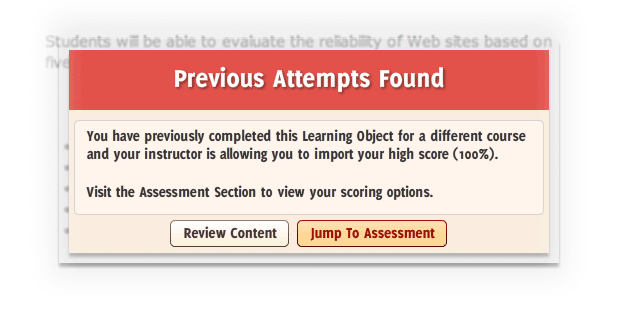 Students will be able to evaluate the reliability of Web sites based on
five
Previous Attempts Found
You have previously completed this Learning Object for a different course
and your instructor is allowing you to import your high score (100%).
Visit the Assessment Section to view your scoring options.
Review Content
Jump To Assessment